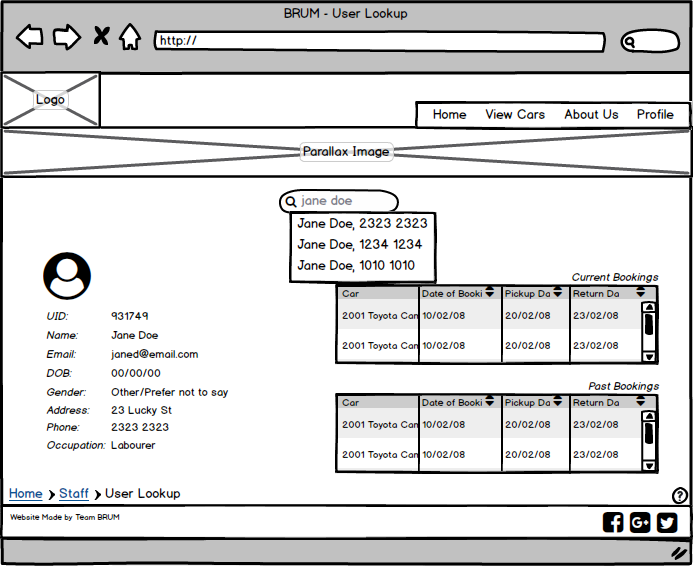 BRUM - User Lookup
http://
Logo
Home View Cars About Us Profile
Parallax Image
jane doe
Jane Doe, 2323 2323
Jane Doe, 1234 1234
Jane Doe, 1010 1010
UID: 931749
Name: Jane Doe
Email: janed@email.com
DOB: 00/00/00
Gender: Other/Prefer not to say
Address: 23 Lucky St
Phone: 2323 2323
Occupation: Labourer
Current Bookings
Car Date of Booki Pickup Da Return Da
2001 Toyota Cam 10/02/08 20/02/08 23/02/08
2001 Toyota Cam 10/02/08 20/02/08 23/02/08
Past Bookings
Car Date of Booki Pickup Da Return Da
2001 Toyota Cam 10/02/08 20/02/08 23/02/08
2001 Toyota Cam 10/02/08 20/02/08 23/02/08
Home > Staff > User Lookup
?
Website Made by Team BRUM
f G+